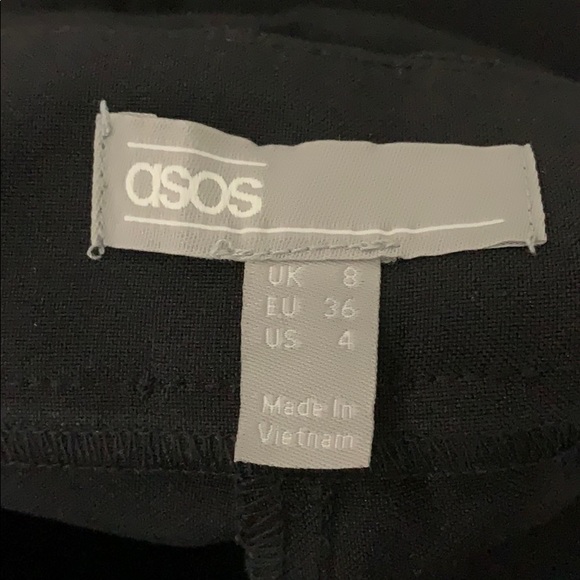 asos
UK 8
EU 36
US 4
Made In
Vietnam